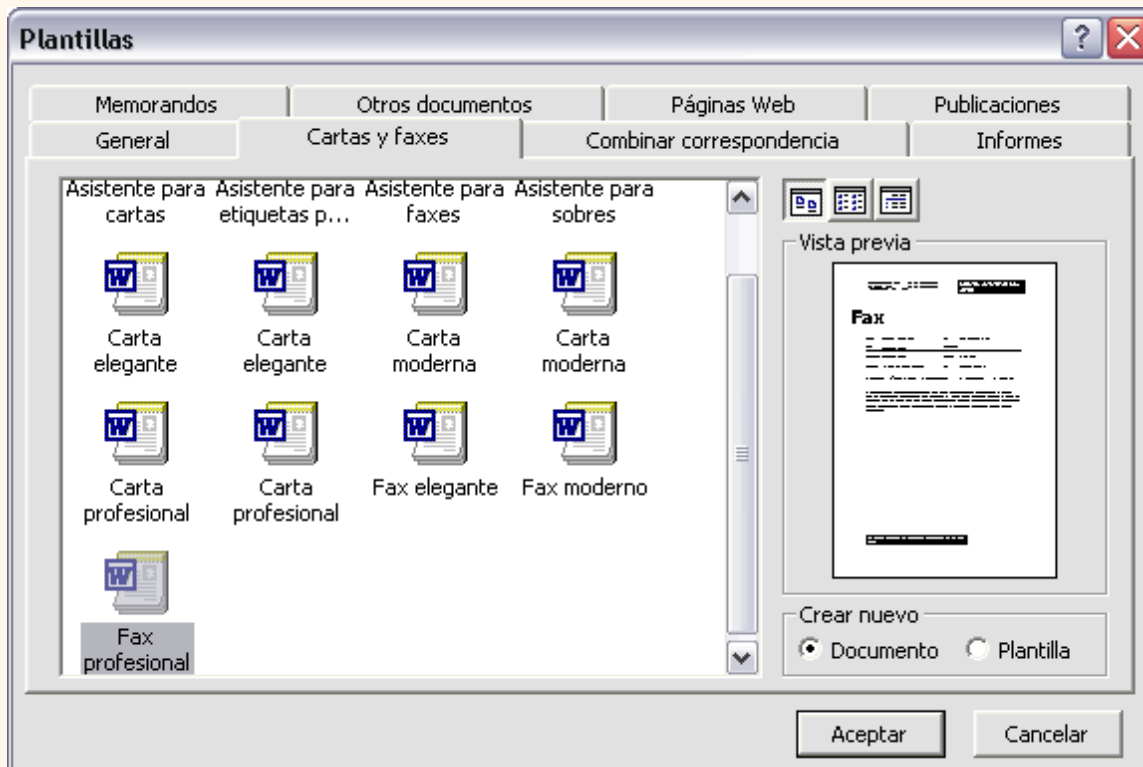 Plantillas
Memorandos Otros documentos Páginas Web Publicaciones
General Cartas y faxes Combinar correspondencia Informes
Asistente para Asistente para Asistente para Asistente para
cartas etiquetas p... faxes sobres
Vista previa
Fax
Carta Carta Carta Carta
elegante elegante moderna moderna
Carta Carta Fax elegante Fax moderno
profesional profesional
Fax
profesional
Crear nuevo
Documento Plantilla
Aceptar Cancelar